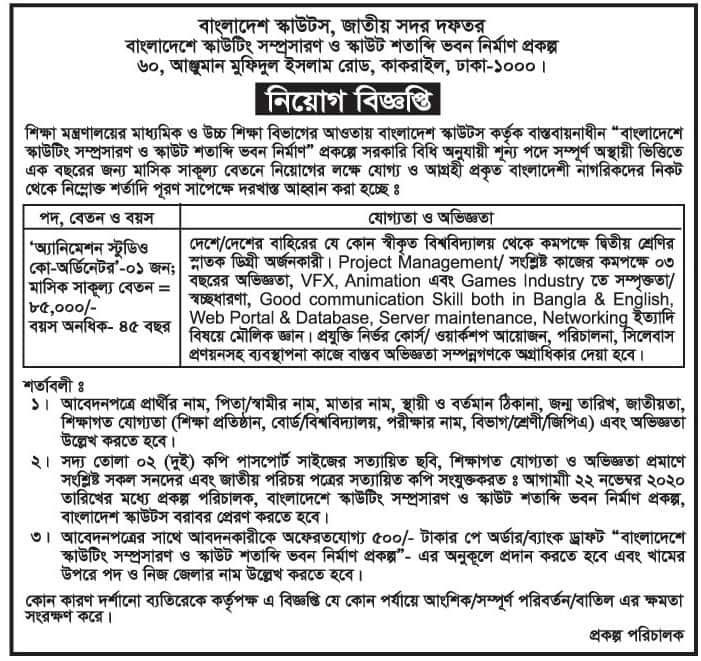 বাংলাদেশ স্কাউটস, জাতীয় সদর দফতর
বাংলাদেশে স্কাউটিং সম্প্রসারণ ও স্কাউট শতাব্দি ভবন নির্মাণ প্রকল্প
৬০, আঞ্জুমান মুফিদুল ইসলাম রোড, কাকরাইল, ঢাকা-১০০০।
নিয়োগ বিজ্ঞপ্তি
শিক্ষা মন্ত্রণালয়ের মাধ্যমিক ও উচ্চ শিক্ষা বিভাগের আওতায় বাংলাদেশ স্কাউটস কর্তৃক বাস্তবায়নাধীন “বাংলাদেশে
স্কাউটিং সম্প্রসারণ ও স্কাউট শতাব্দি ভবন নির্মাণ” প্রকল্পে সরকারি বিধি অনুযায়ী শূন্য পদে সম্পূর্ণ অস্থায়ী ভিত্তিতে
এক বছরের জন্য মাসিক সাকূল্য বেতনে নিয়োগের লক্ষে যোগ্য ও আগ্রহী প্রকৃত বাংলাদেশী নাগরিকদের নিকট
থেকে নিম্নোক্ত শর্তাদি পূরণ সাপেক্ষে দরখাস্ত আহ্বান করা হচ্ছে ঃ
পদ, বেতন ও বয়স
যোগ্যতা ও অভিজ্ঞতা
‘অ্যানিমেশন স্টুডিও
কো-অর্ডিনেটর’-০১ জন;
মাসিক সাকূল্য বেতন =
৮৫,০০০/-
বয়স অনধিক- ৪৫ বছর
দেশে/দেশের বাহিরের যে কোন স্বীকৃত বিশ্ববিদ্যালয় থেকে কমপক্ষে দ্বিতীয় শ্রেণির
স্নাতক ডিগ্রী অর্জনকারী। Project Management/ সংশ্লিষ্ট কাজের কমপক্ষে ০৩
বছরের অভিজ্ঞতা, VFX, Animation এবং Games Industry তে সম্পৃক্ততা/
স্বচ্ছধারণা, Good communication Skill both in Bangla & English,
Web Portal & Database, Server maintenance, Networking ইত্যাদি
বিষয়ে মৌলিক জ্ঞান। প্রযুক্তি নির্ভর কোর্স/ ওয়ার্কশপ আয়োজন, পরিচালনা, সিলেবাস
প্রণয়নসহ ব্যবস্থাপনা কাজে বাস্তব অভিজ্ঞতা সম্পন্নগণকে অগ্রাধিকার দেয়া হবে।
শর্তাবলী ঃ
১। আবেদনপত্রে প্রার্থীর নাম, পিতা/স্বামীর নাম, মাতার নাম, স্থায়ী ও বর্তমান ঠিকানা, জন্ম তারিখ, জাতীয়তা,
শিক্ষাগত যোগ্যতা (শিক্ষা প্রতিষ্ঠান, বোর্ড/বিশ্ববিদ্যালয়, পরীক্ষার নাম, বিভাগ/শ্রেণী/জিপিএ) এবং অভিজ্ঞতা
উল্লেখ করতে হবে।
২। সদ্য তোলা ০২ (দুই) কপি পাসপোর্ট সাইজের সত্যায়িত ছবি, শিক্ষাগত যোগ্যতা ও অভিজ্ঞতা প্রমাণে
সংশ্লিষ্ট সকল সনদের এবং জাতীয় পরিচয় পত্রের সত্যায়িত কপি সংযুক্তকরত ঃ আগামী ২২ নভেম্বর ২০২০
তারিখের মধ্যে প্রকল্প পরিচালক, বাংলাদেশে স্কাউটিং সম্প্রসারণ ও স্কাউট শতাব্দি ভবন নির্মাণ প্রকল্প,
বাংলাদেশ স্কাউটস বরাবর প্রেরণ করতে হবে।
৩। আবেদনপত্রের সাথে আবদনকারীকে অফেরতযোগ্য ৫০০/- টাকার পে অর্ডার/ব্যাংক ড্রাফট “বাংলাদেশে
স্কাউটিং সম্প্রসারণ ও স্কাউট শতাব্দি ভবন নির্মাণ প্রকল্প”- এর অনুকূলে প্রদান করতে হবে এবং খামের
উপরে পদ ও নিজ জেলার নাম উল্লেখ করতে হবে।
কোন কারণ দর্শানো ব্যতিরেকে কর্তৃপক্ষ এ বিজ্ঞপ্তি যে কোন পর্যায়ে আংশিক/সম্পূর্ণ পরিবর্তন/বাতিল এর ক্ষমতা
সংরক্ষণ করে।
প্রকল্প পরিচালক